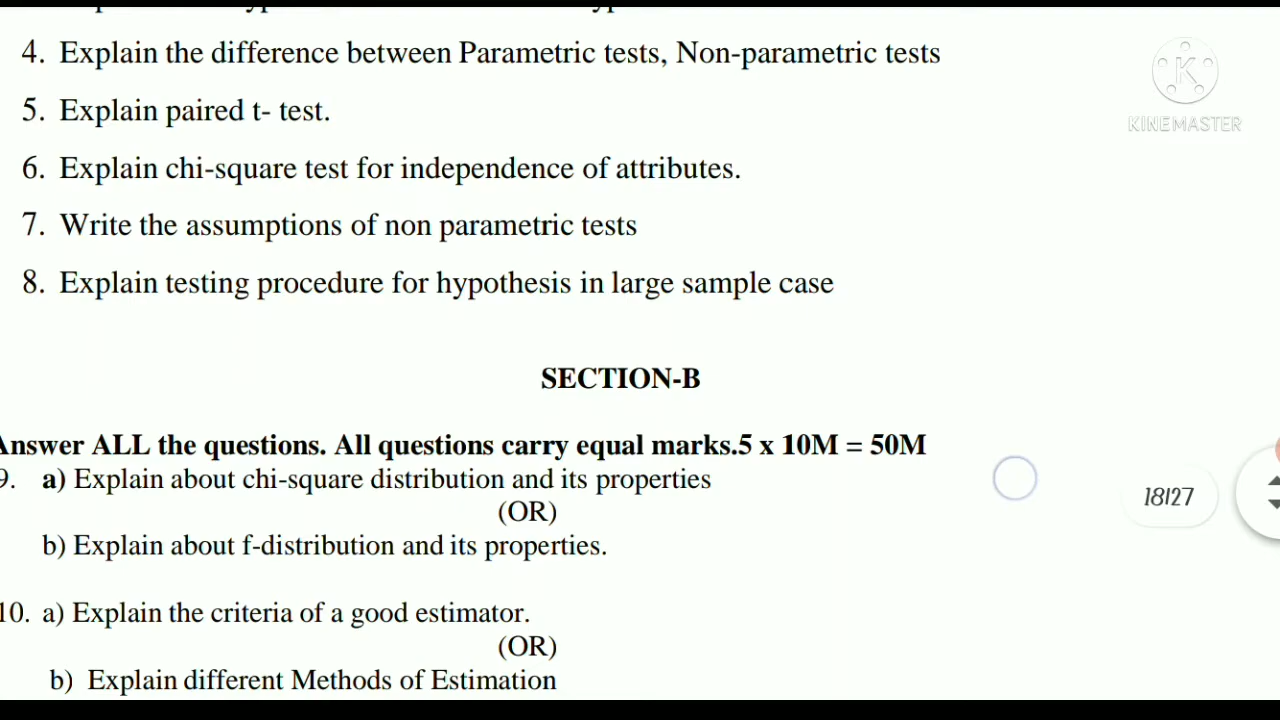 4. Explain the difference between Parametric tests, Non-parametric tests
5. Explain paired t- test.
6. Explain chi-square test for independence of attributes.
7. Write the assumptions of non parametric tests
8. Explain testing procedure for hypothesis in large sample case
K
KINEMASTER
SECTION-B
Answer ALL the questions. All questions carry equal marks.5 x 10M = 50M
9. a) Explain about chi-square distribution and its properties
(OR)
18/27
b) Explain about f-distribution and its properties.
10. a) Explain the criteria of a good estimator.
(OR)
b) Explain different Methods of Estimation